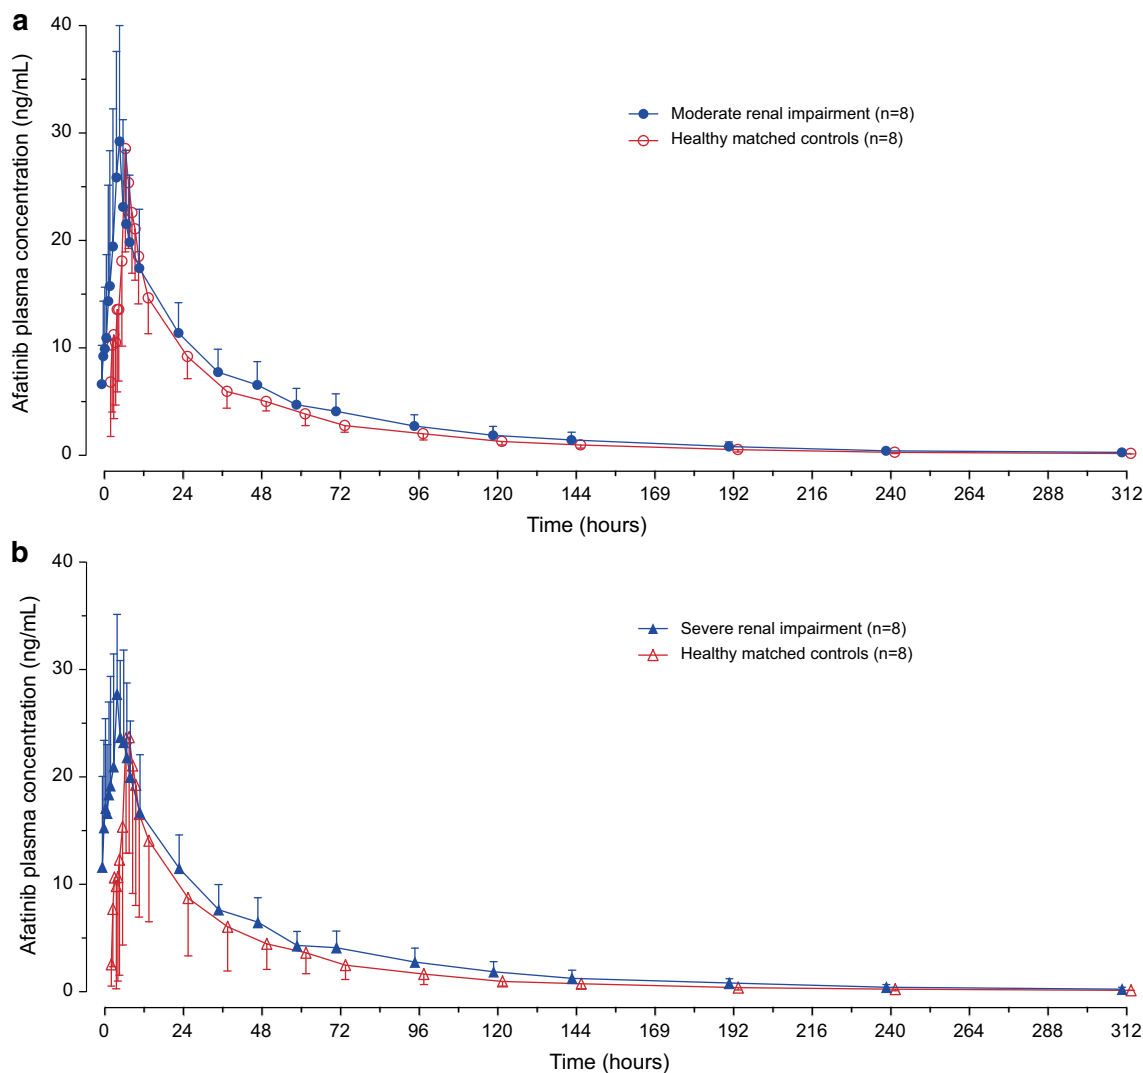 a
Afatinib plasma concentration (ng/mL)
40
30
20
10
0
Moderate renal impairment (n=8)
Healthy matched controls (n=8)
0 24 48 72 96 120 144 169 192 216 240 264 288 312
Time (hours)
b
Afatinib plasma concentration (ng/mL)
40
30
20
10
0
Severe renal impairment (n=8)
Healthy matched controls (n=8)
0 24 48 72 96 120 144 169 192 216 240 264 288 312
Time (hours)